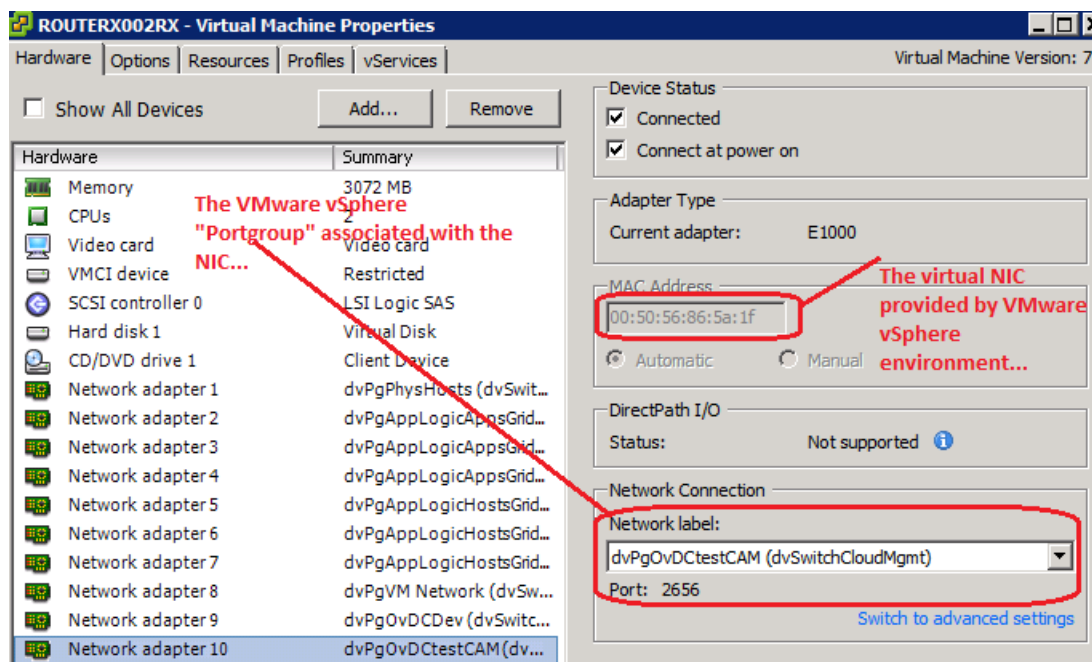 ROUTERX002RX - Virtual Machine Properties
Hardware Options Resources Profiles vServices
Virtual Machine Version: 7
Show All Devices
Add...
Remove
Hardware Summary
Memory 3072 MB
CPUs 2
Video card Video card
VMCI device Restricted
SCSI controller 0 LSI Logic SAS
Hard disk 1 Virtual Disk
CD/DVD drive 1 Client Device
Network adapter 1 dvPgPhysHosts (dvSwit...
Network adapter 2 dvPgAppLogicAppsGrid...
Network adapter 3 dvPgAppLogicAppsGrid...
Network adapter 4 dvPgAppLogicAppsGrid...
Network adapter 5 dvPgAppLogicHostsGrid...
Network adapter 6 dvPgAppLogicHostsGrid...
Network adapter 7 dvPgAppLogicHostsGrid...
Network adapter 8 dvPgVM Network (dvSw...
Network adapter 9 dvPgOvDCDev (dvSwitc...
Network adapter 10 dvPgOvDCtestCAM (dv...
The VMware vSphere
"Portgroup" associated with the
NIC...
Device Status
Connected
Connect at power on
Adapter Type
Current adapter: E1000
MAC Address
00:50:56:86:5a:1f
Automatic Manual
The virtual NIC
provided by VMware
vSphere
environment...
DirectPath I/O
Status: Not supported
Network Connection
Network label:
dvPgOvDCtestCAM (dvSwitchCloudMgmt)
Port: 2656
Switch to advanced settings